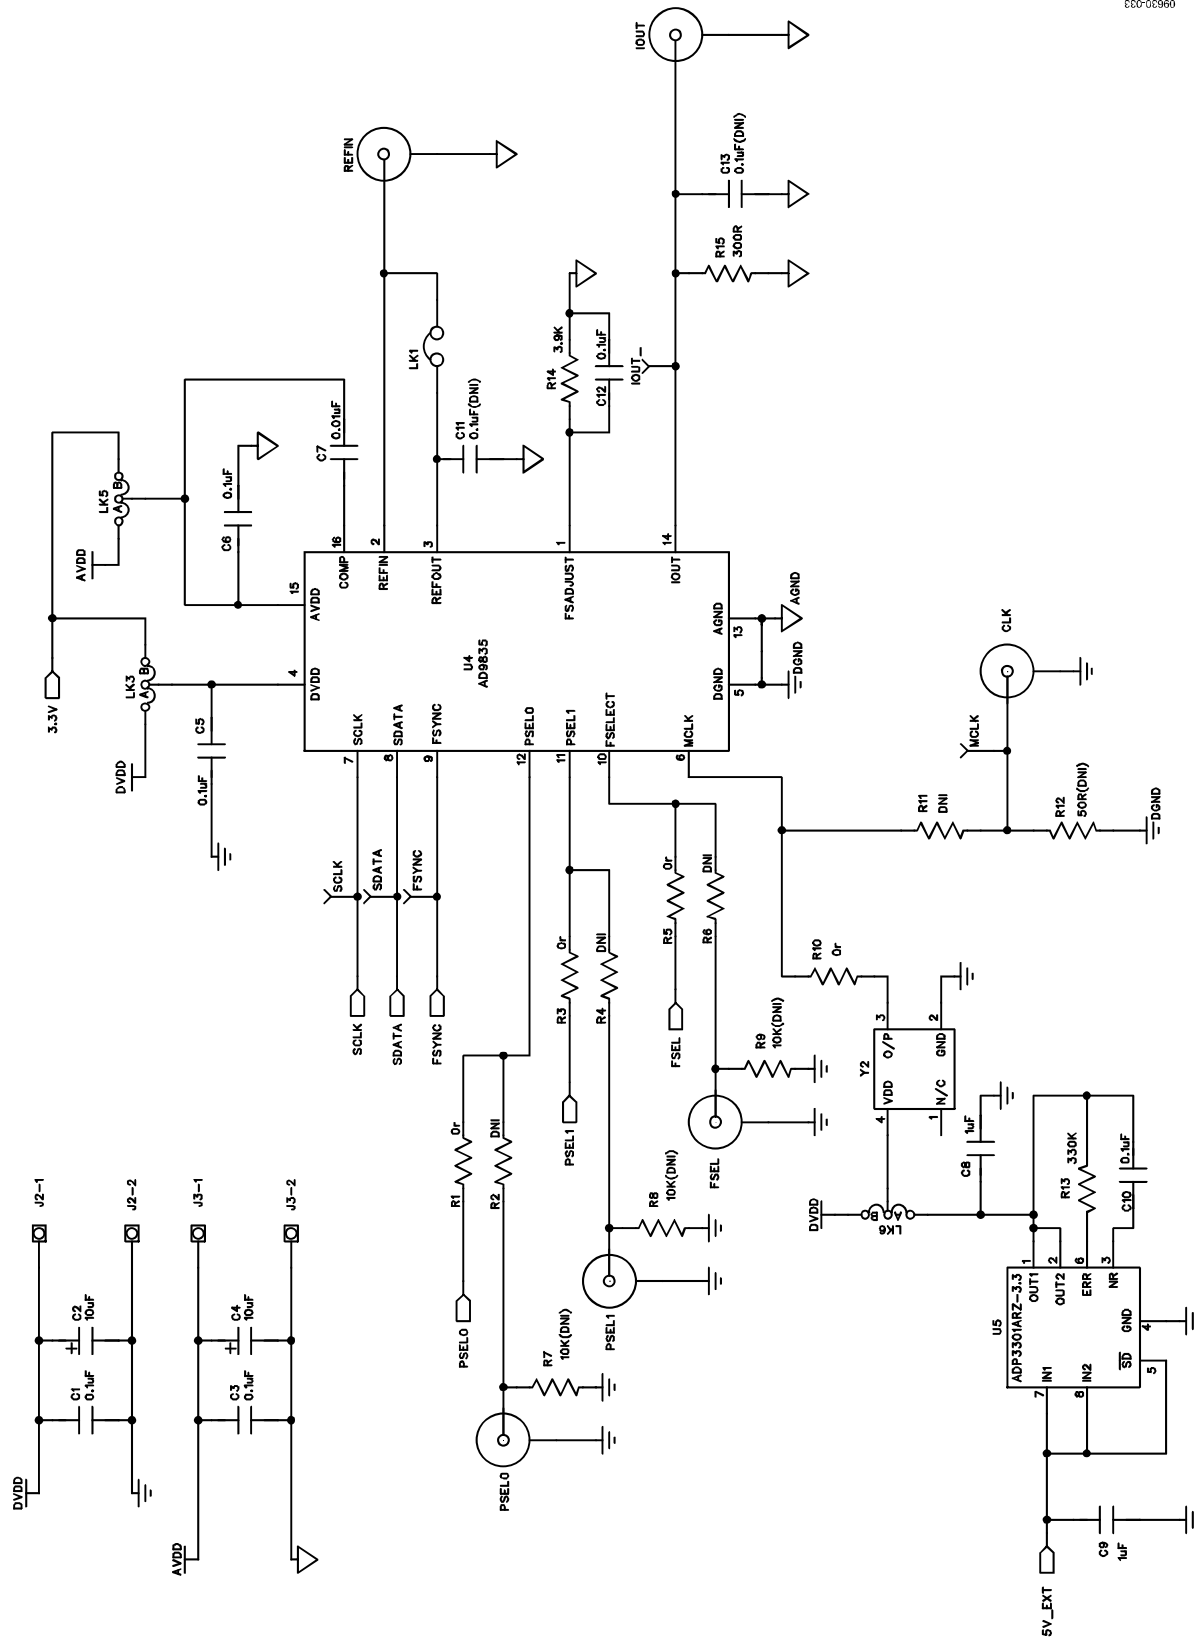 09630-033
IOUT
REFIN
C13
0.1uF(DNI)
R15
300R
LK1
R14
3.9K
C12
0.1uF
IOUT_
C11
0.1uF(DNI)
C7
0.01uF
C6
0.1uF
LK5
A
B
AVDD
3.3V
LK3
A
B
DVDD
C5
0.1uF
15
16
2
3
1
14
4
AVDD
COMP
REFIN
REFOUT
FSADJUST
IOUT
DVDD
U4
AD9835
AGND
13
AGND
DGND
5
DGND
SCLK
SDATA
FSYNC
PSEL0
PSEL1
FSELECT
MCLK
7
8
9
12
11
10
6
SCLK
SDATA
FSYNC
SCLK
SDATA
FSYNC
CLK
MCLK
R11
DNI
R12
50R(DNI)
DGND
R5
0r
R6
DNI
FSEL
R3
0r
R4
DNI
PSEL1
R1
0r
R2
DNI
PSEL0
R10
0r
R9
10K(DNI)
FSEL
R8
10K(DNI)
PSEL1
R7
10K(DNI)
PSEL0
Y2
3
O/P
2
GND
VDD
4
N/C
1
C8
1uF
DVDD
LK6
A
B
R13
330K
C10
0.1uF
U5
ADP3301ARZ-3.3
1
OUT1
2
OUT2
6
ERR
3
NR
GND
4
IN1
7
IN2
8
SD
5
C9
1uF
5V_EXT
J2-1
J2-2
J3-1
J3-2
C2
10uF
+
C1
0.1uF
C4
10uF
+
C3
0.1uF
DVDD
AVDD